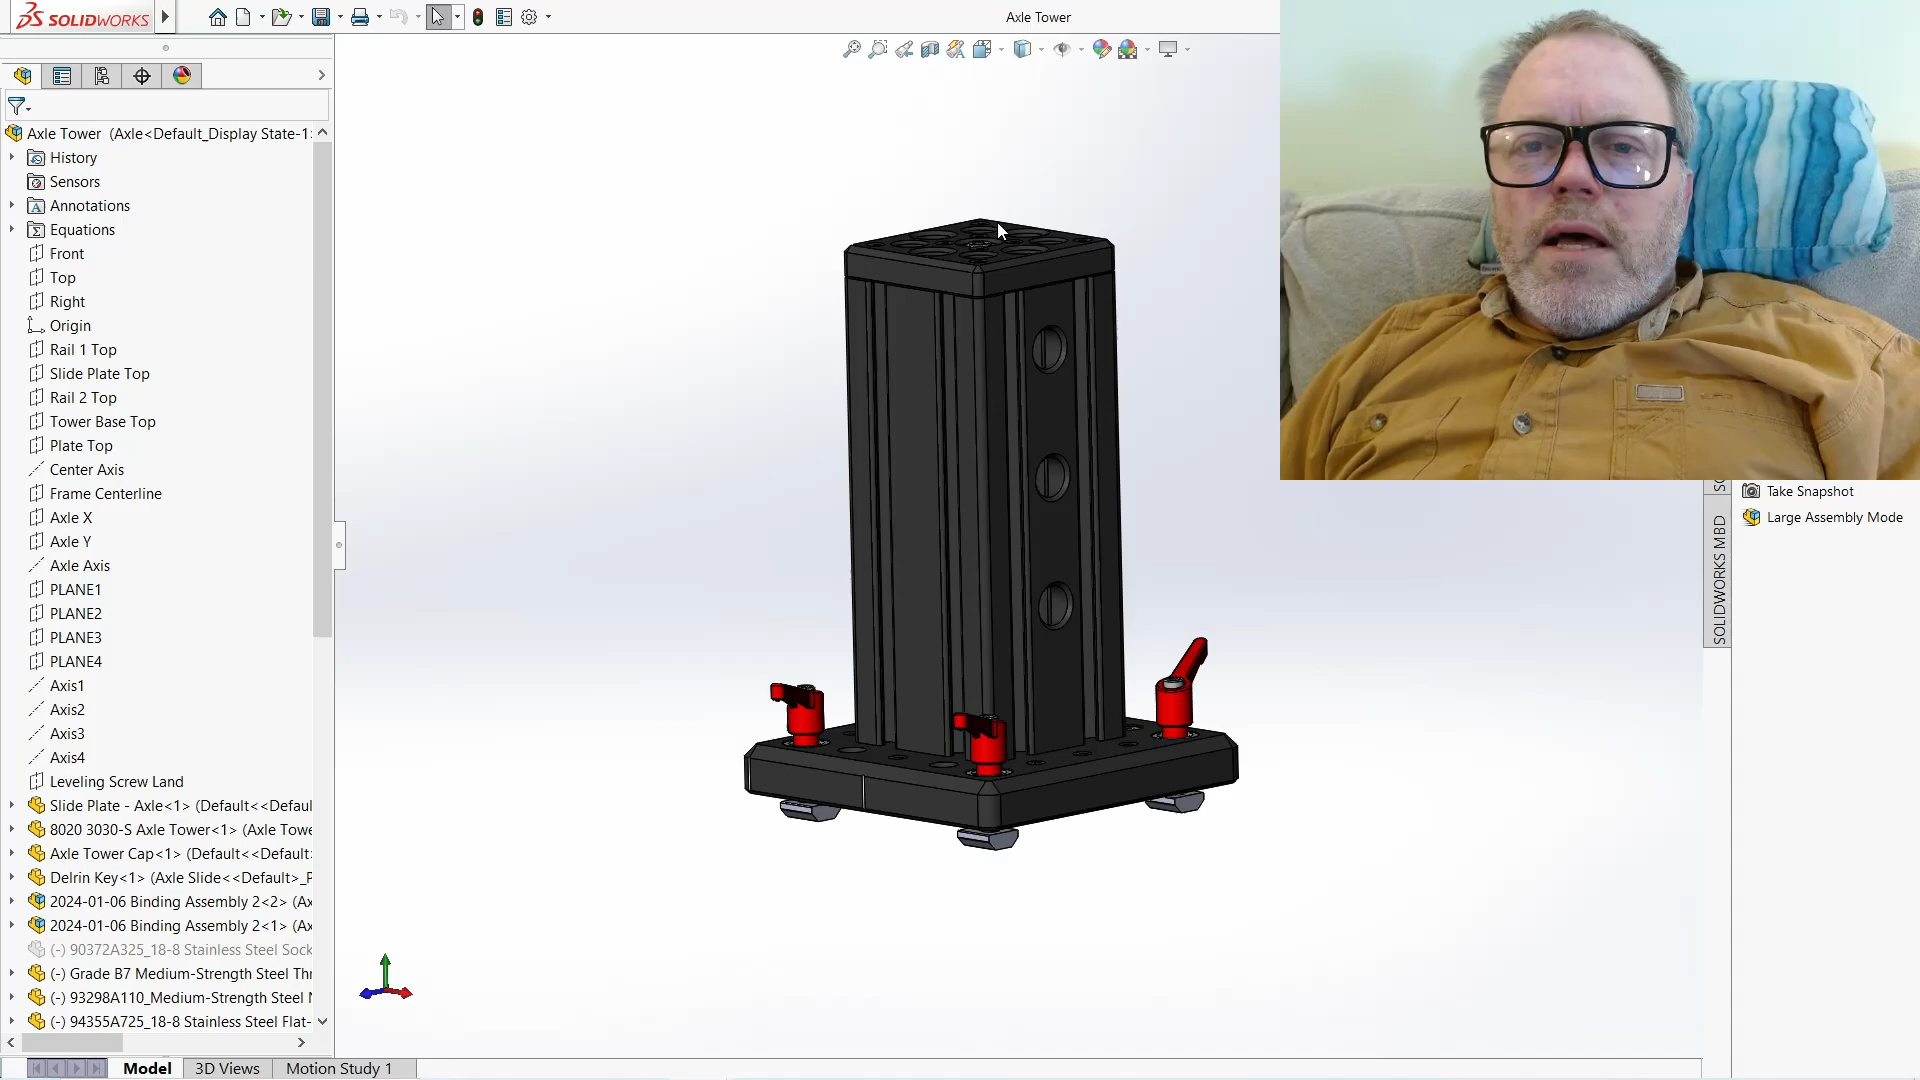 SOLIDWORKS
Axle Tower
Axle Tower (Axle<Default_Display State-1
History
Sensors
Annotations
Equations
Front
Top
Right
Origin
Rail 1 Top
Slide Plate Top
Rail 2 Top
Tower Base Top
Plate Top
Center Axis
Frame Centerline
Axle X
Axle Y
Axle Axis
PLANE1
PLANE2
PLANE3
PLANE4
Axis1
Axis2
Axis3
Axis4
Leveling Screw Land
Slide Plate - Axle<1> (Default<<Defaul
8020 3030-S Axle Tower<1> (Axle Towe
Axle Tower Cap<1> (Default<<Default
Delrin Key<1> (Axle Slide<<Default>_P
2024-01-06 Binding Assembly 2<2> (Ax
2024-01-06 Binding Assembly 2<1> (Ax
(-) 90372A325_18-8 Stainless Steel Sock
(-) Grade B7 Medium-Strength Steel Thr
(-) 93298A110_Medium-Strength Steel
(-) 94355A725_18-8 Stainless Steel Flat-
Model
3D Views
Motion Study 1
SOLIDWORKS MBD
Take Snapshot
Large Assembly Mode